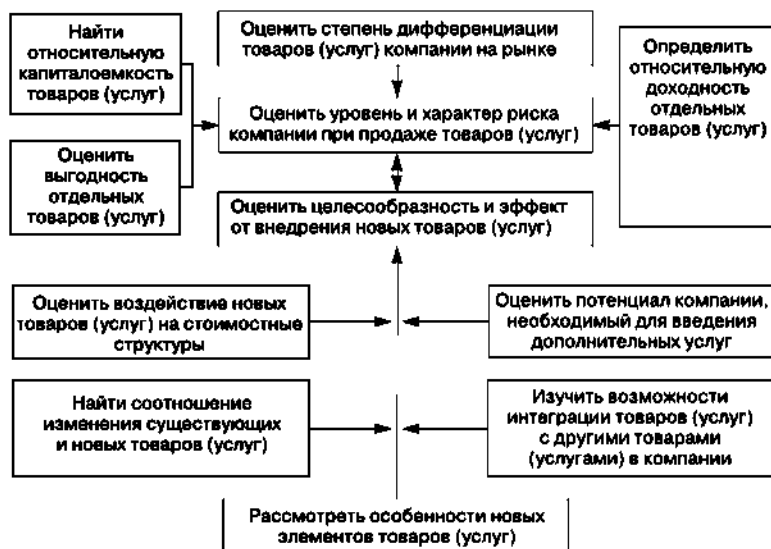 Найти
относительную
капиталоемкость
товаров (услуг)
Оценить степень дифференциации
товаров (услуг) компании на рынке
Определить
относительную
доходность
отдельных
товаров (услуг)
Оценить уровень и характер риска
компании при продаже товаров (услуг)
Оценить
выгодность
отдельных
товаров (услуг)
Оценить целесообразность и эффект
от внедрения новых товаров (услуг)
Оценить воздействие новых
товаров (услуг) на стоимостные
структуры
Оценить потенциал компании,
необходимый для введения
дополнительных услуг
Найти соотношение
изменения существующих
и новых товаров (услуг)
Изучить возможности
интеграции товаров (услуг)
с другими товарами
(услугами) в компании
Рассмотреть особенности новых
элементов товаров (услуг)